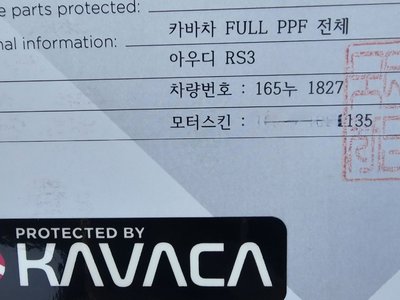 e parts protected: 카바차 FULL PPF 전체
nal information: 아우디 RS3
차량번호 : 165누 1827
모터스킨 : 135
PROTECTED BY
KAVACA